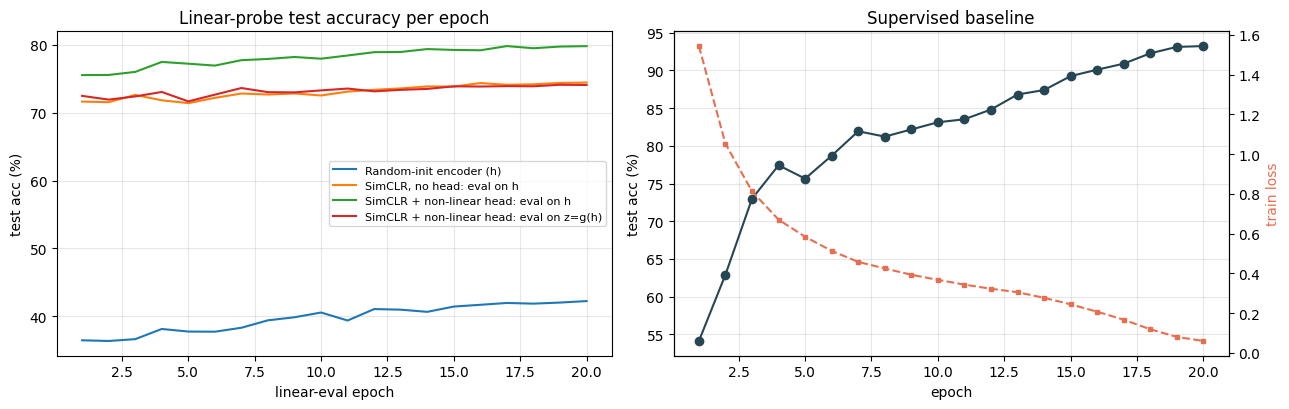 Linear-probe test accuracy per epoch
test acc (%)
80
70
60
50
40
Random-init encoder (h)
SimCLR, no head: eval on h
SimCLR + non-linear head: eval on h
SimCLR + non-linear head: eval on z=g(h)
2.5 5.0 7.5 10.0 12.5 15.0 17.5 20.0
linear-eval epoch
Supervised baseline
test acc (%)
95
90
85
80
75
70
65
60
55
1.6
1.4
1.2
1.0
0.8
0.6
0.4
0.2
0.0
train loss
2.5 5.0 7.5 10.0 12.5 15.0 17.5 20.0
epoch